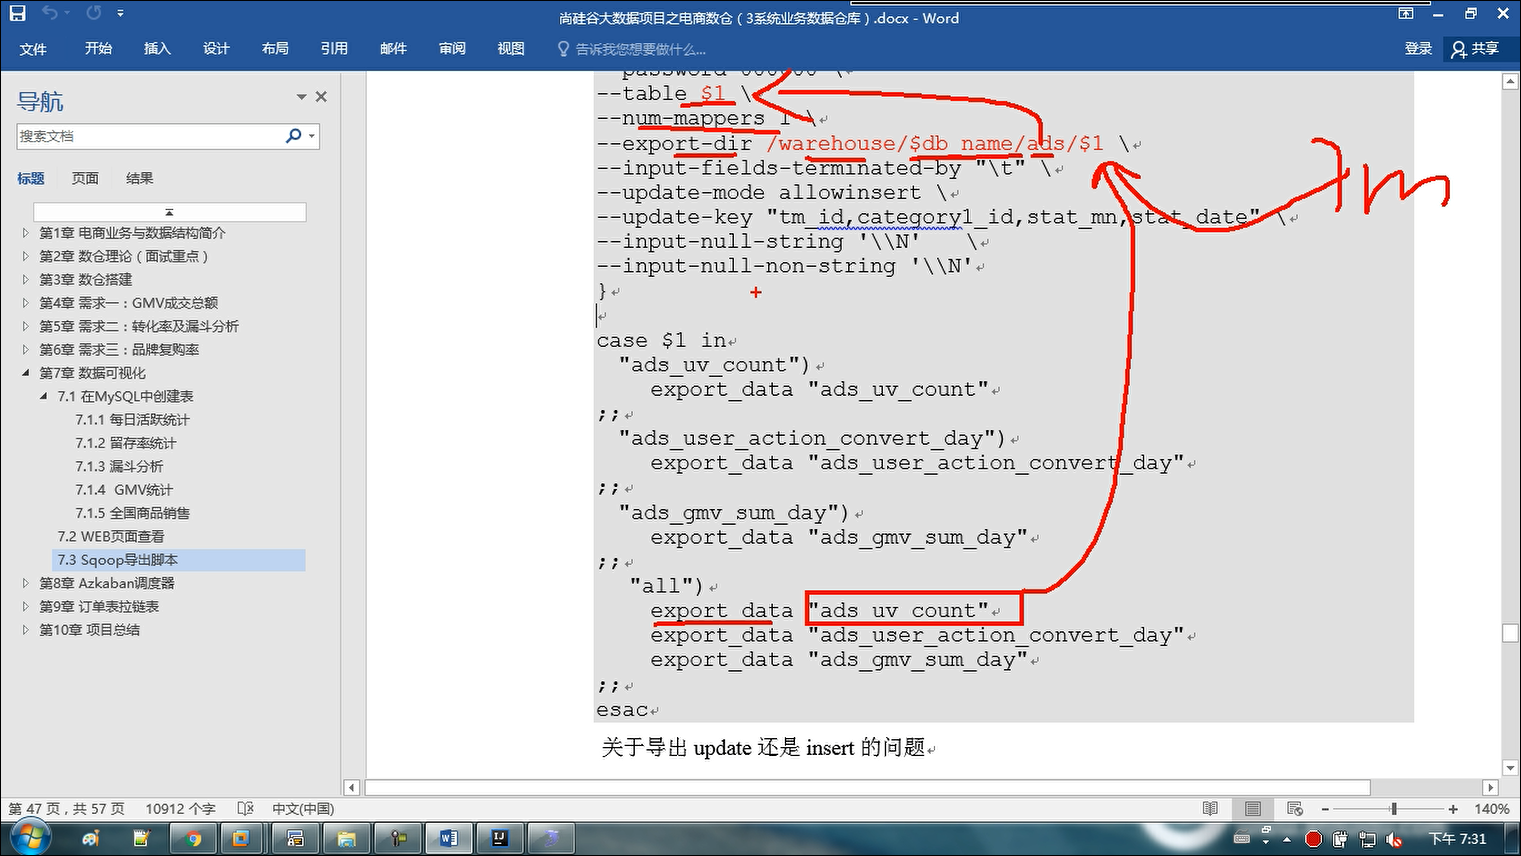 尚硅谷大数据项目之电商数仓（3系统业务数据仓库）.docx - Word
文件 开始 插入 设计 布局 引用 邮件 审阅 视图 告诉我您想要做什么... 登录 共享
导航
搜索文档
标题 页面 结果
第1章 电商业务与数据结构简介
第2章 数仓理论（面试重点）
第3章 数仓搭建
第4章 需求一：GMV成交总额
第5章 需求二：转化率及漏斗分析
第6章 需求三：品牌复购率
第7章 数据可视化
7.1 在MySQL中创建表
7.1.1 每日活跃统计
7.1.2 留存率统计
7.1.3 漏斗分析
7.1.4 GMV统计
7.1.5 全国商品销售
7.2 WEB页面查看
7.3 Sqoop导出脚本
第8章 Azkaban调度器
第9章 订单表拉链表
第10章 项目总结
--password 000000 \
--table $1 \
--num-mappers 1 \
--export-dir /warehouse/$db_name/ads/$1 \
--input-fields-terminated-by "\t" \
--update-mode allowinsert \
--update-key "tm_id,category1_id,stat_mn,stat_date" \
--input-null-string '\\N' \
--input-null-non-string '\\N'
}
case $1 in
"ads_uv_count")
export_data "ads_uv_count"
;;
"ads_user_action_convert_day")
export_data "ads_user_action_convert_day"
;;
"ads_gmv_sum_day")
export_data "ads_gmv_sum_day"
;;
"all")
export_data "ads_uv_count"
export_data "ads_user_action_convert_day"
export_data "ads_gmv_sum_day"
;;
esac
关于导出 update 还是 insert 的问题
第 47 页，共 57 页 10912 个字 中文(中国) 140%
下午 7:31